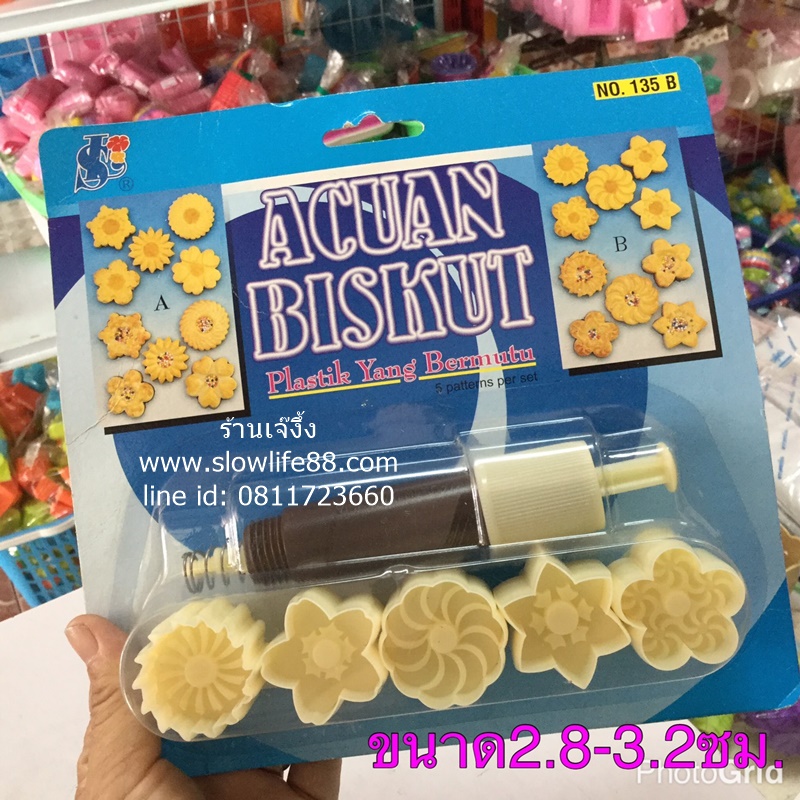 NO. 135 B
JSL
®
ACUAN
BISKUT
A
B
Plastik Yang Bermutu
5 patterns per set
ร้านเจ๊งิ้ง
www.slowlife88.com
line id: 0811723660
ขนาด2.8-3.2ซม.
PhotoGrid